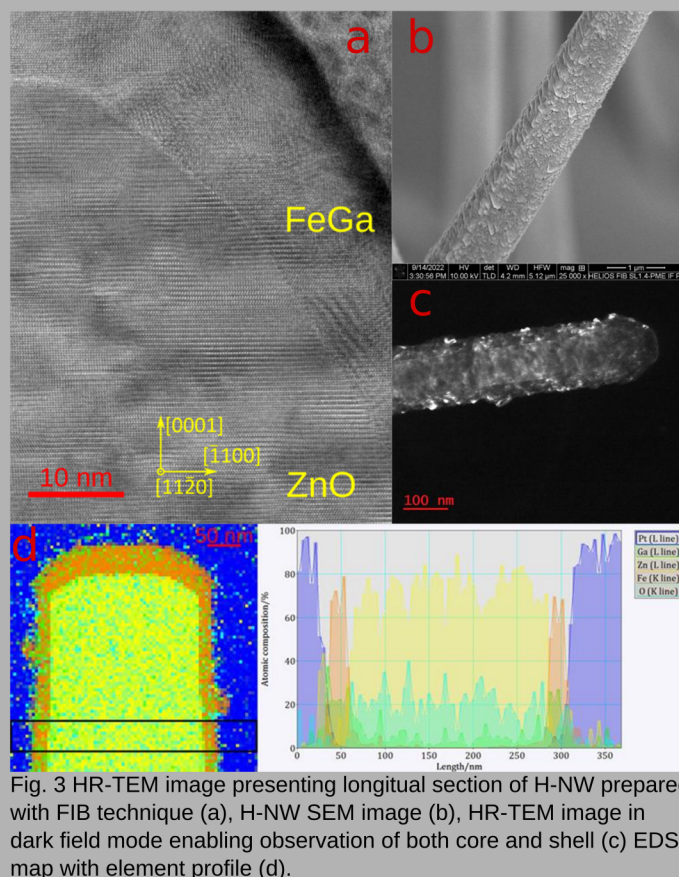 a
FeGa
[0001]
[1100]
[112̄0]
10 nm
ZnO
b
9/14/2022 HV det WD HFW mag ⊞ 1 µm
3:30:56 PM 10.00 kV TLD 4.2 mm 5.12 µm 25 000 x HELIOS FIB SL1.4-PME IF P
c
100 nm
d
50 nm
Atomic composition/%
100
80
60
40
20
0
0 50 100 150 200 250 300 350
Length/nm
Pt (L line)
Ga (L line)
Zn (L line)
Fe (K line)
O (K line)
Fig. 3 HR-TEM image presenting longitual section of H-NW prepared
with FIB technique (a), H-NW SEM image (b), HR-TEM image in
dark field mode enabling observation of both core and shell (c) EDS
map with element profile (d).